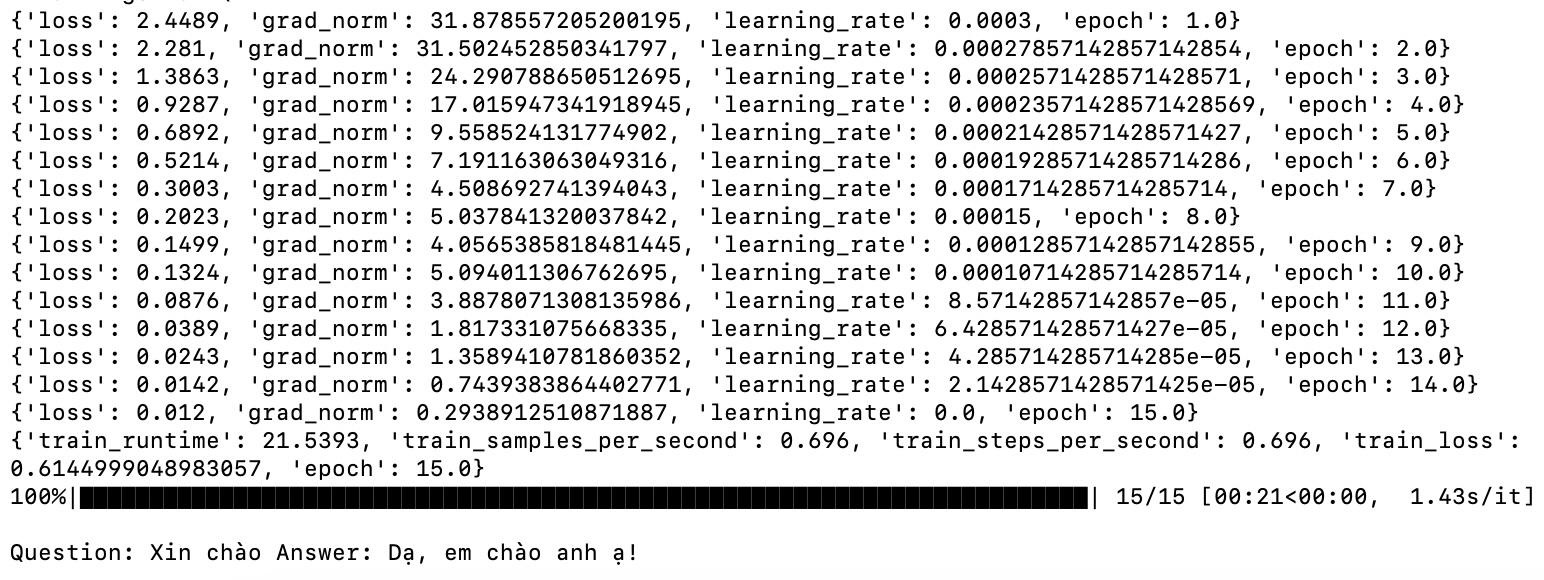 {'loss': 2.4489, 'grad_norm': 31.878557205200195, 'learning_rate': 0.0003, 'epoch': 1.0}
{'loss': 2.281, 'grad_norm': 31.502452850341797, 'learning_rate': 0.00027857142857142854, 'epoch': 2.0}
{'loss': 1.3863, 'grad_norm': 24.290788650512695, 'learning_rate': 0.0002571428571428571, 'epoch': 3.0}
{'loss': 0.9287, 'grad_norm': 17.015947341918945, 'learning_rate': 0.00023571428571428569, 'epoch': 4.0}
{'loss': 0.6892, 'grad_norm': 9.558524131774902, 'learning_rate': 0.00021428571428571427, 'epoch': 5.0}
{'loss': 0.5214, 'grad_norm': 7.191163063049316, 'learning_rate': 0.00019285714285714286, 'epoch': 6.0}
{'loss': 0.3003, 'grad_norm': 4.508692741394043, 'learning_rate': 0.0001714285714285714, 'epoch': 7.0}
{'loss': 0.2023, 'grad_norm': 5.037841320037842, 'learning_rate': 0.00015, 'epoch': 8.0}
{'loss': 0.1499, 'grad_norm': 4.0565385818481445, 'learning_rate': 0.00012857142857142855, 'epoch': 9.0}
{'loss': 0.1324, 'grad_norm': 5.094011306762695, 'learning_rate': 0.00010714285714285714, 'epoch': 10.0}
{'loss': 0.0876, 'grad_norm': 3.8878071308135986, 'learning_rate': 8.57142857142857e-05, 'epoch': 11.0}
{'loss': 0.0389, 'grad_norm': 1.817331075668335, 'learning_rate': 6.428571428571427e-05, 'epoch': 12.0}
{'loss': 0.0243, 'grad_norm': 1.3589410781860352, 'learning_rate': 4.285714285714285e-05, 'epoch': 13.0}
{'loss': 0.0142, 'grad_norm': 0.7439383864402771, 'learning_rate': 2.1428571428571425e-05, 'epoch': 14.0}
{'loss': 0.012, 'grad_norm': 0.2938912510871887, 'learning_rate': 0.0, 'epoch': 15.0}
{'train_runtime': 21.5393, 'train_samples_per_second': 0.696, 'train_steps_per_second': 0.696, 'train_loss':
0.6144999048983057, 'epoch': 15.0}
100%| | 15/15 [00:21<00:00, 1.43s/it]
Question: Xin chào Answer: Dạ, em chào anh ạ!